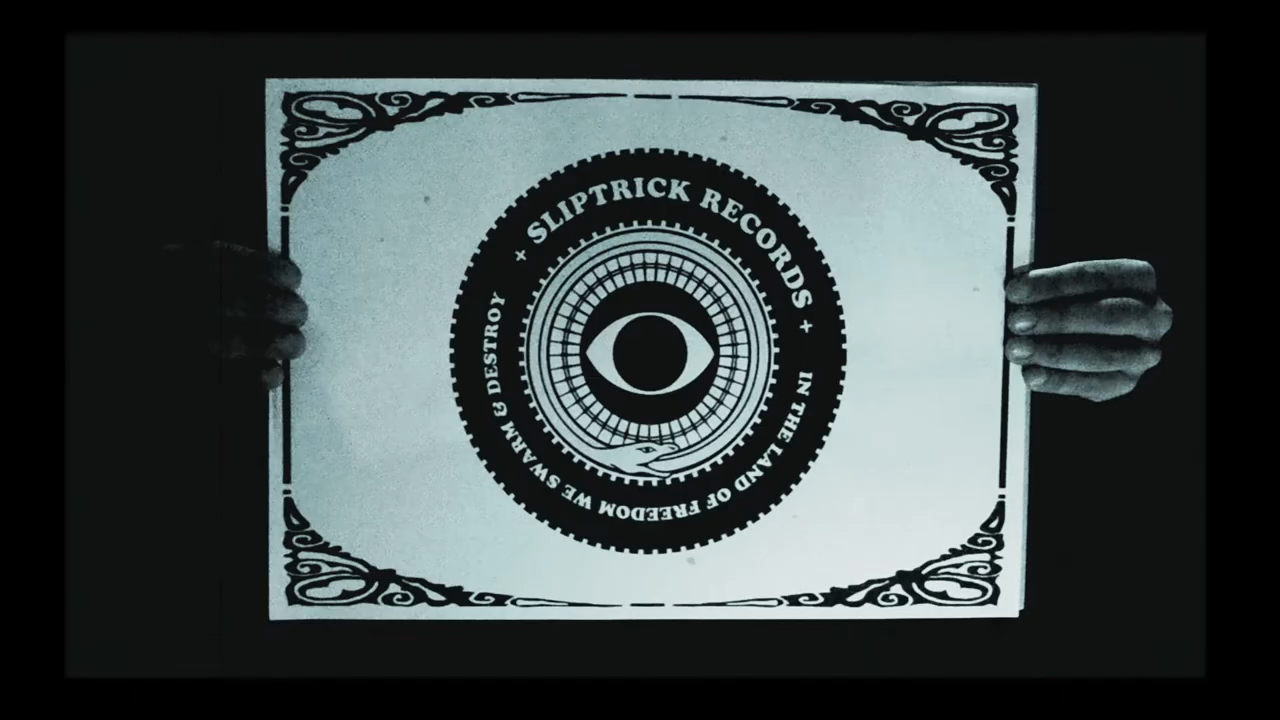 + SLIPTRICK RECORDS +
IN THE LAND OF FREEDOM WE SWARM & DESTROY